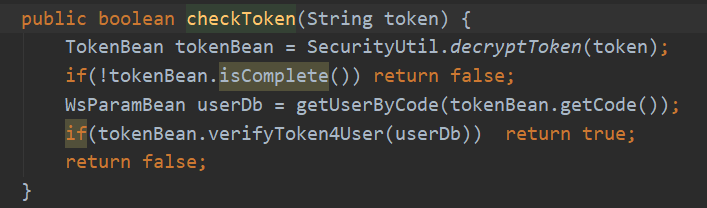 public boolean checkToken(String token) {
TokenBean tokenBean = SecurityUtil.decryptToken(token);
if(!tokenBean.isComplete()) return false;
WsParamBean userDb = getUserByCode(tokenBean.getCode());
if(tokenBean.verifyToken4User(userDb))  return true;
return false;
}